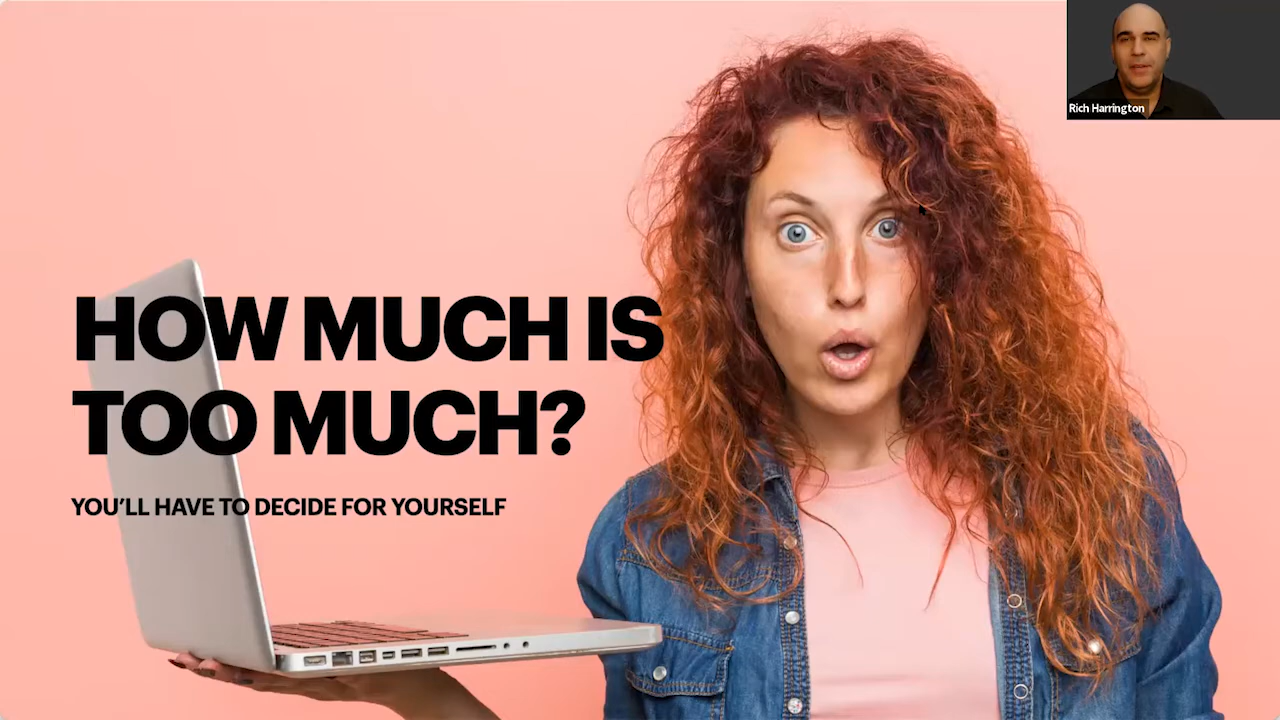 Rich Harrington
HOW MUCH IS
TOO MUCH?
YOU’LL HAVE TO DECIDE FOR YOURSELF